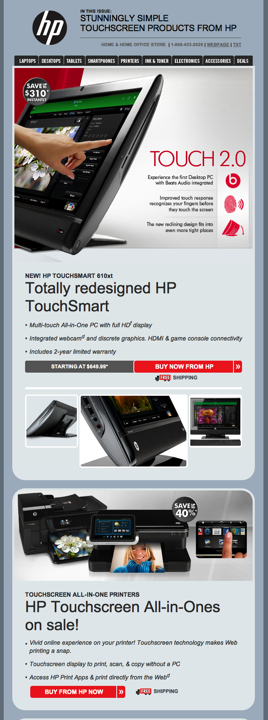 hp
IN THIS ISSUE:
STUNNINGLY SIMPLE
TOUCHSCREEN PRODUCTS FROM HP
HOME & HOME OFFICE STORE | 1-888-403-2026 | WEBPAGE | TXT
LAPTOPS DESKTOPS TABLETS SMARTPHONES PRINTERS INK & TONER ELECTRONICS ACCESSORIES DEALS
SAVE UP TO
$310
INSTANTLY
TOUCH 2.0
Experience the first Desktop PC
with Beats Audio integrated
Improved touch response
recognizes your fingers before
they touch the screen
The new reclining design fits into
even more tight places
NEW! HP TOUCHSMART 610xt
Totally redesigned HP
TouchSmart
• Multi-touch All-in-One PC with full HD display
• Integrated webcam and discrete graphics. HDMI & game console connectivity
• Includes 2-year limited warranty
STARTING AT $649.99*
BUY NOW FROM HP »
FREE SHIPPING
SAVE UP TO
40%
TOUCHSCREEN ALL-IN-ONE PRINTERS
HP Touchscreen All-in-Ones
on sale!
• Vivid online experience on your printer! Touchscreen technology makes Web
printing a snap.
• Touchscreen display to print, scan, & copy without a PC
• Access HP Print Apps & print directly from the Web
BUY FROM HP NOW »
FREE SHIPPING